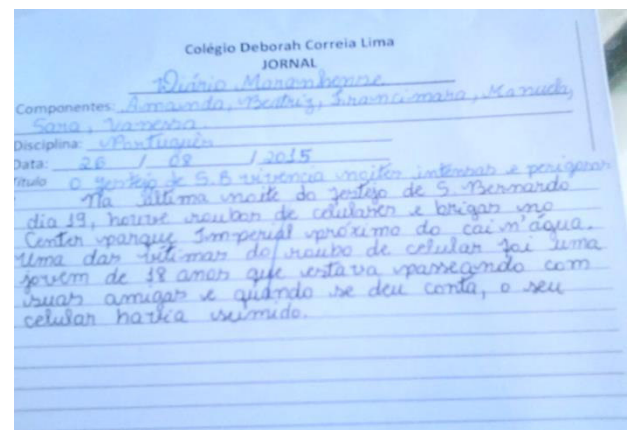 Colégio Deborah Correia Lima
JORNAL
Diário Maranhense
Componentes: Amanda, Beatriz, Francimara, Manuela,
Sara, Vanessa.
Disciplina: Português
Data: 26 / 08 / 2015
Título O festejo de S.B vivencia noites intensas e perigosas
Na última noite do festejo de S. Bernardo
dia 19, houve roubos de celulares e brigas no
Center parque Imperial próximo do cai n'água.
Uma das vítimas do roubo de celular foi uma
jovem de 18 anos que estava passeando com
suas amigas e quando se deu conta, o seu
celular havia sumido.